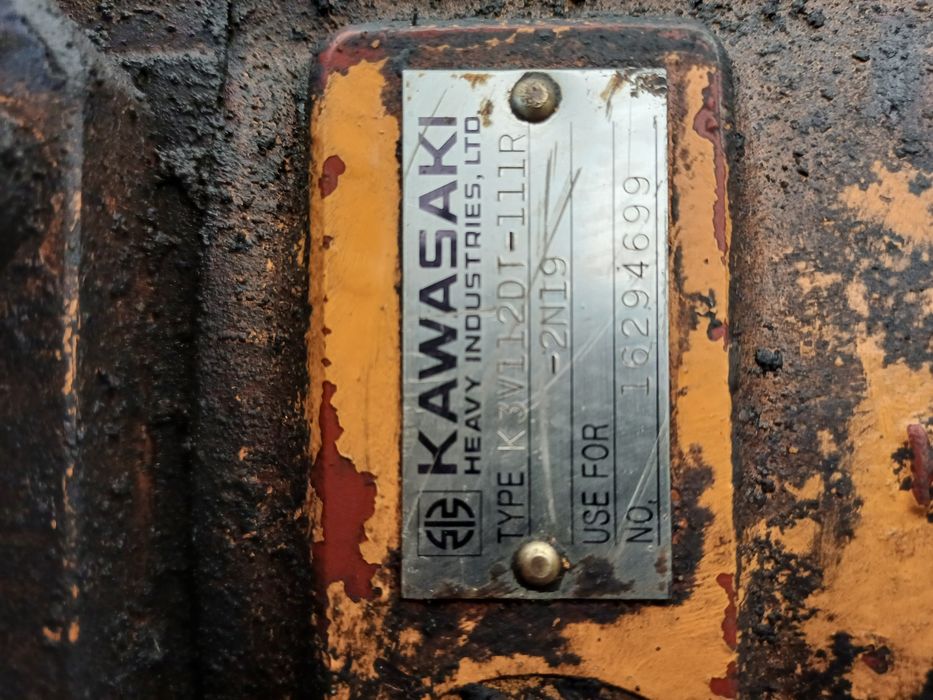 KAWASAKI
HEAVY INDUSTRIES, LTD
TYPE K3V112DT-111R
-2N19
USE FOR
NO. 16294699